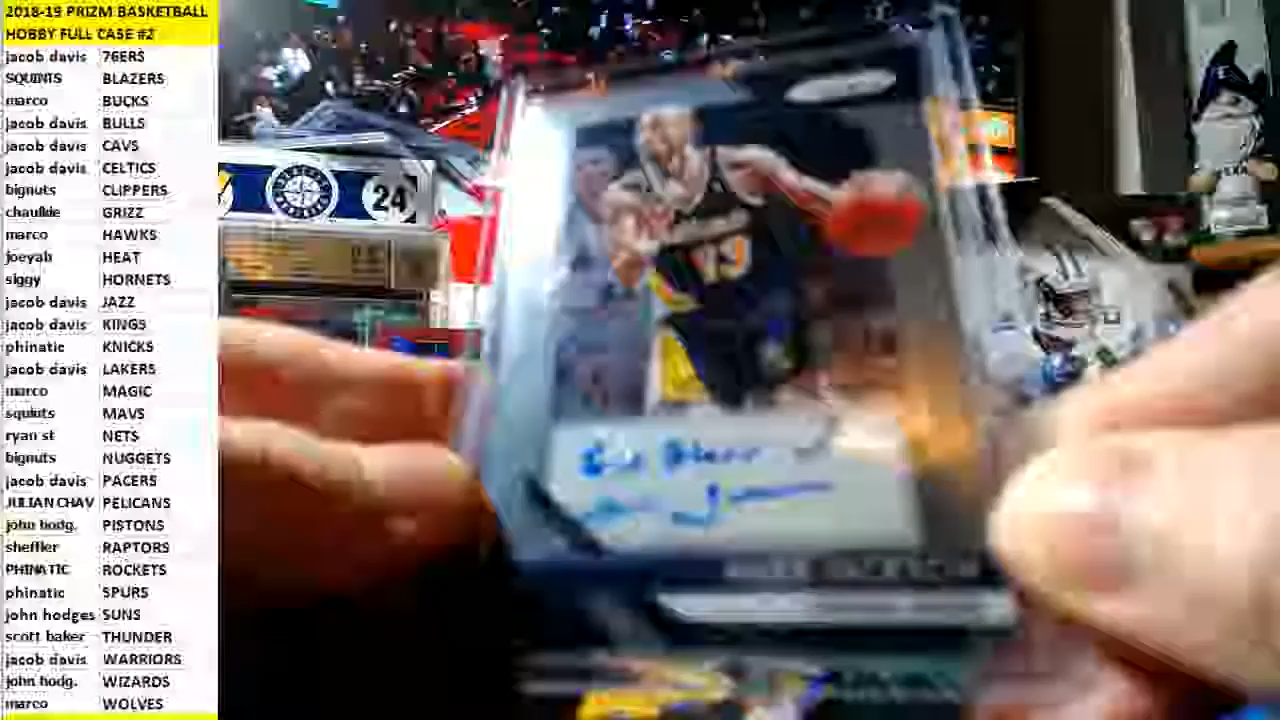 2018-19 PRIZM BASKETBALL
HOBBY FULL CASE #2
jacob davis 76ERS
SQUINTS BLAZERS
marco BUCKS
jacob davis BULLS
jacob davis CAVS
jacob davis CELTICS
bignuts CLIPPERS
chaulkie GRIZZ
marco HAWKS
joeyah HEAT
siggy HORNETS
jacob davis JAZZ
jacob davis KINGS
phinatic KNICKS
jacob davis LAKERS
marco MAGIC
squints MAVS
ryan st NETS
bignuts NUGGETS
jacob davis PACERS
JULIAN CHAV PELICANS
john hodg. PISTONS
sheffler RAPTORS
PHINATIC ROCKETS
phinatic SPURS
john hodges SUNS
scott baker THUNDER
jacob davis WARRIORS
john hodg. WIZARDS
marco WOLVES
24